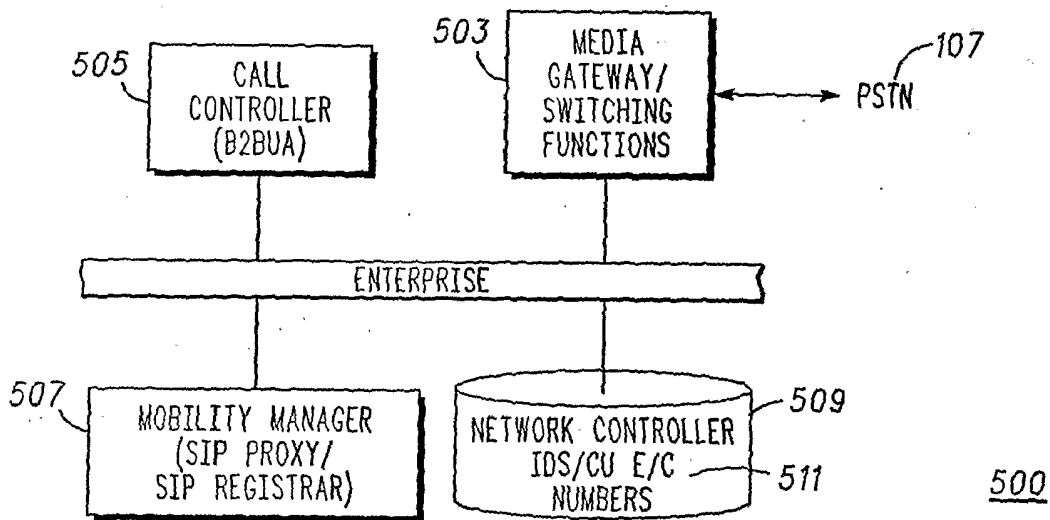 505
CALL
CONTROLLER
(B2BUA)
503
MEDIA
GATEWAY/
SWITCHING
FUNCTIONS
107
PSTN
ENTERPRISE
507
MOBILITY MANAGER
(SIP PROXY/
SIP REGISTRAR)
NETWORK CONTROLLER
IDS/CU E/C
NUMBERS
509
511
500